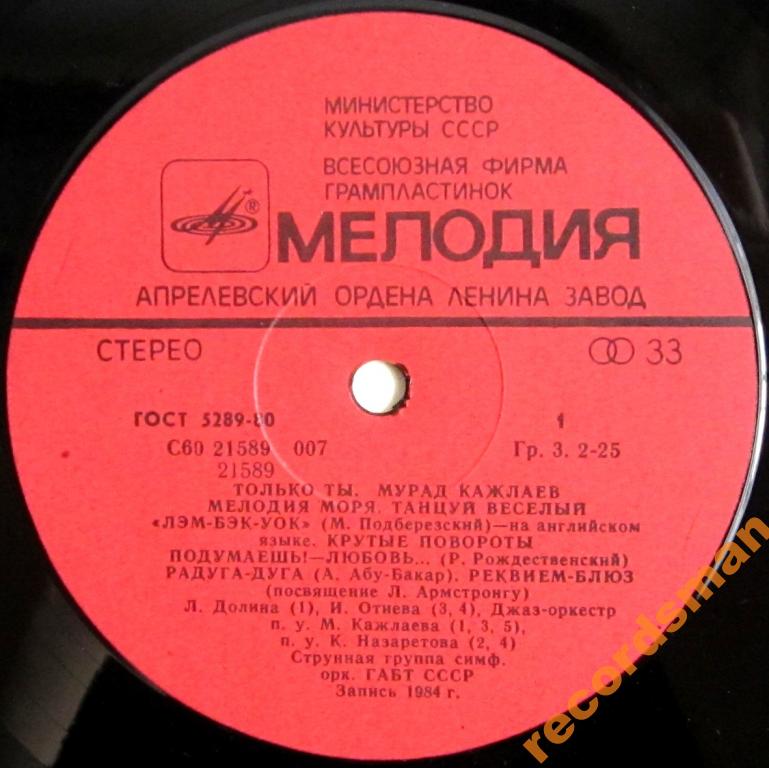 МИНИСТЕРСТВО
КУЛЬТУРЫ СССР
ВСЕСОЮЗНАЯ ФИРМА
ГРАМПЛАСТИНОК
®
МЕЛОДИЯ
АПРЕЛЕВСКИЙ ОРДЕНА ЛЕНИНА ЗАВОД
СТЕРЕО 33
ГОСТ 5289-80 1
С60 21589 007 Гр. 3. 2-25
21589
ТОЛЬКО ТЫ. МУРАД КАЖЛАЕВ
МЕЛОДИЯ МОРЯ. ТАНЦУЙ ВЕСЕЛЫЙ
«ЛЭМ-БЭК-УОК» (М. Подберезский)—на английском
языке. КРУТЫЕ ПОВОРОТЫ
ПОДУМАЕШЬ!—ЛЮБОВЬ... (Р. Рождественский)
РАДУГА-ДУГА (А. Абу-Бакар). РЕКВИЕМ-БЛЮЗ
(посвящение Л. Армстронгу)
Л. Долина (1), И. Отиева (3, 4), Джаз-оркестр
п. у. М. Кажлаева (1, 3, 5),
п. у. К. Назаретова (2, 4)
Струнная группа симф.
орк. ГАБТ СССР
Запись 1984 г.
recordsman